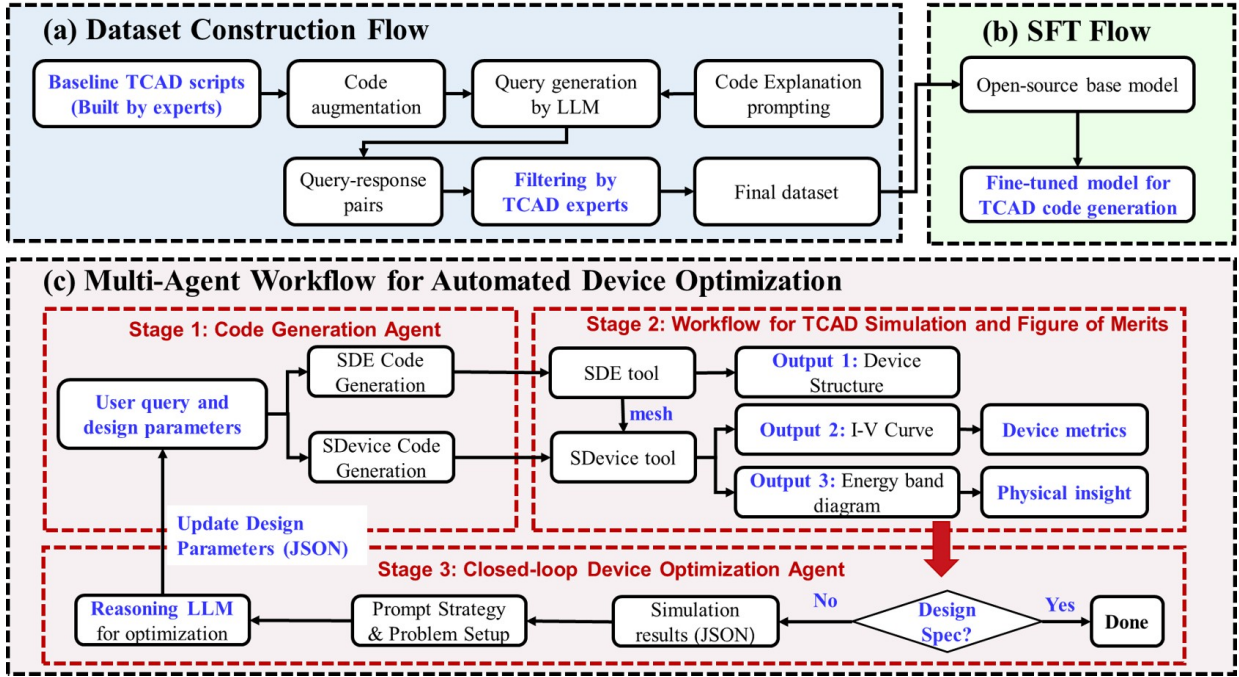 (a) Dataset Construction Flow
Baseline TCAD scripts
(Built by experts)
Code
augmentation
Query generation
by LLM
Code Explanation
prompting
Query-response
pairs
Filtering by
TCAD experts
Final dataset
(b) SFT Flow
Open-source base model
Fine-tuned model for
TCAD code generation
(c) Multi-Agent Workflow for Automated Device Optimization
Stage 1: Code Generation Agent
User query and
design parameters
SDE Code
Generation
SDevice Code
Generation
Stage 2: Workflow for TCAD Simulation and Figure of Merits
SDE tool
mesh
SDevice tool
Output 1: Device
Structure
Output 2: I-V Curve
Device metrics
Output 3: Energy band
diagram
Physical insight
Update Design
Parameters (JSON)
Stage 3: Closed-loop Device Optimization Agent
Reasoning LLM
for optimization
Prompt Strategy
& Problem Setup
Simulation
results (JSON)
No
Design
Spec?
Yes
Done